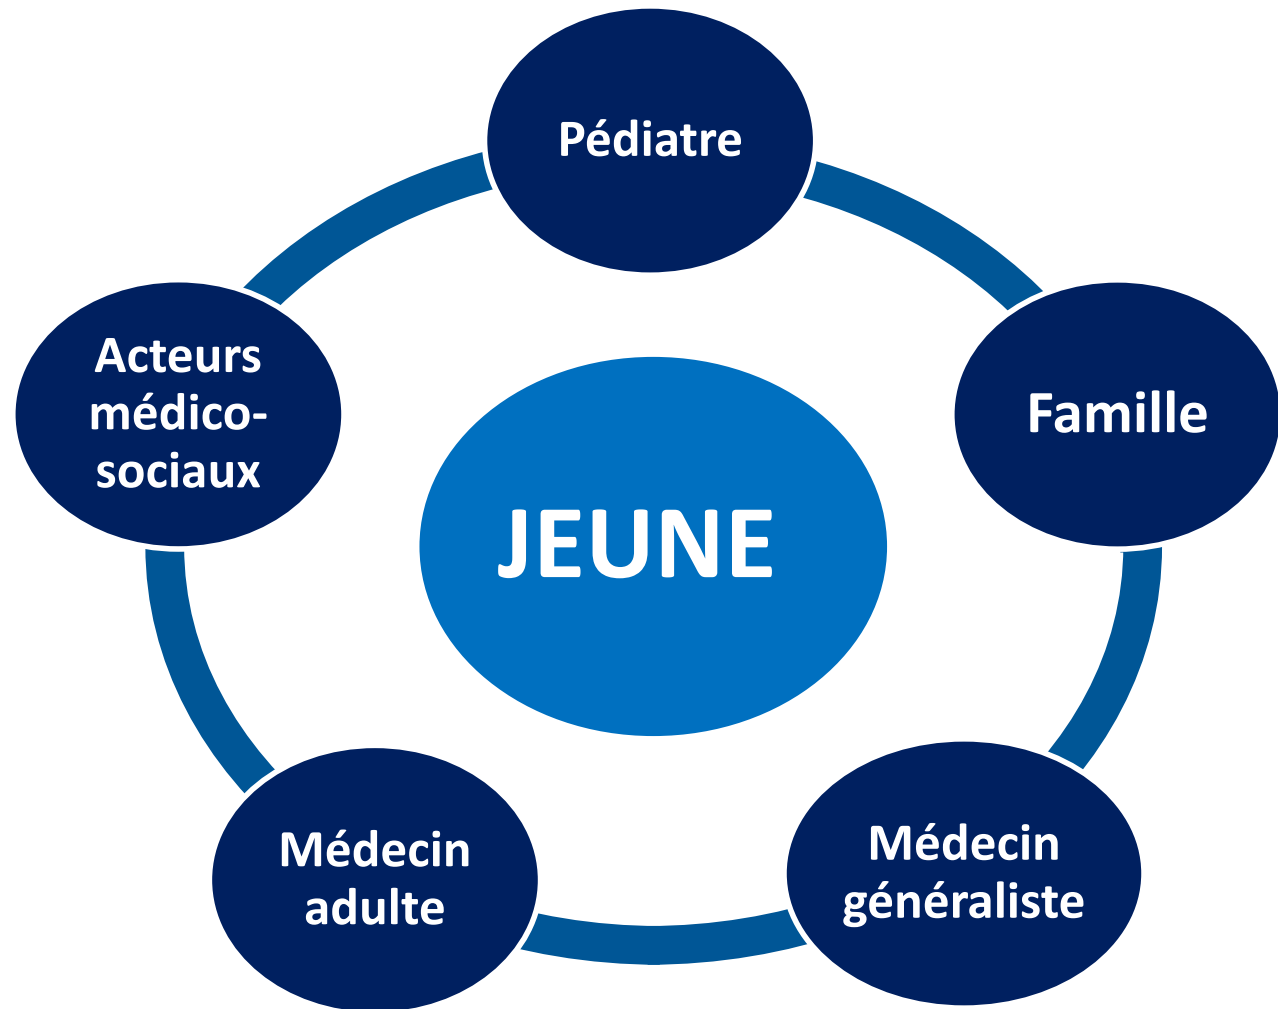 Pédiatre
Famille
Médecin
généraliste
Médecin
adulte
Acteurs
médico-
sociaux
JEUNE